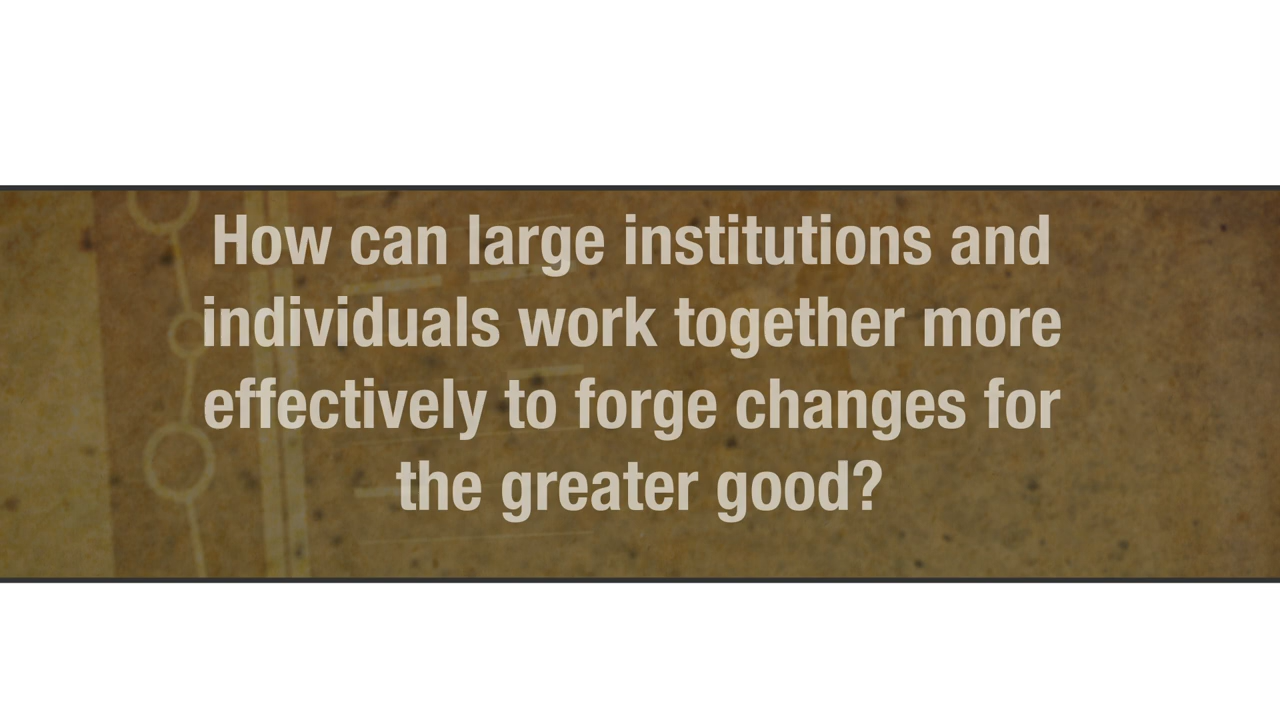 How can large institutions and
individuals work together more
effectively to forge changes for
the greater good?